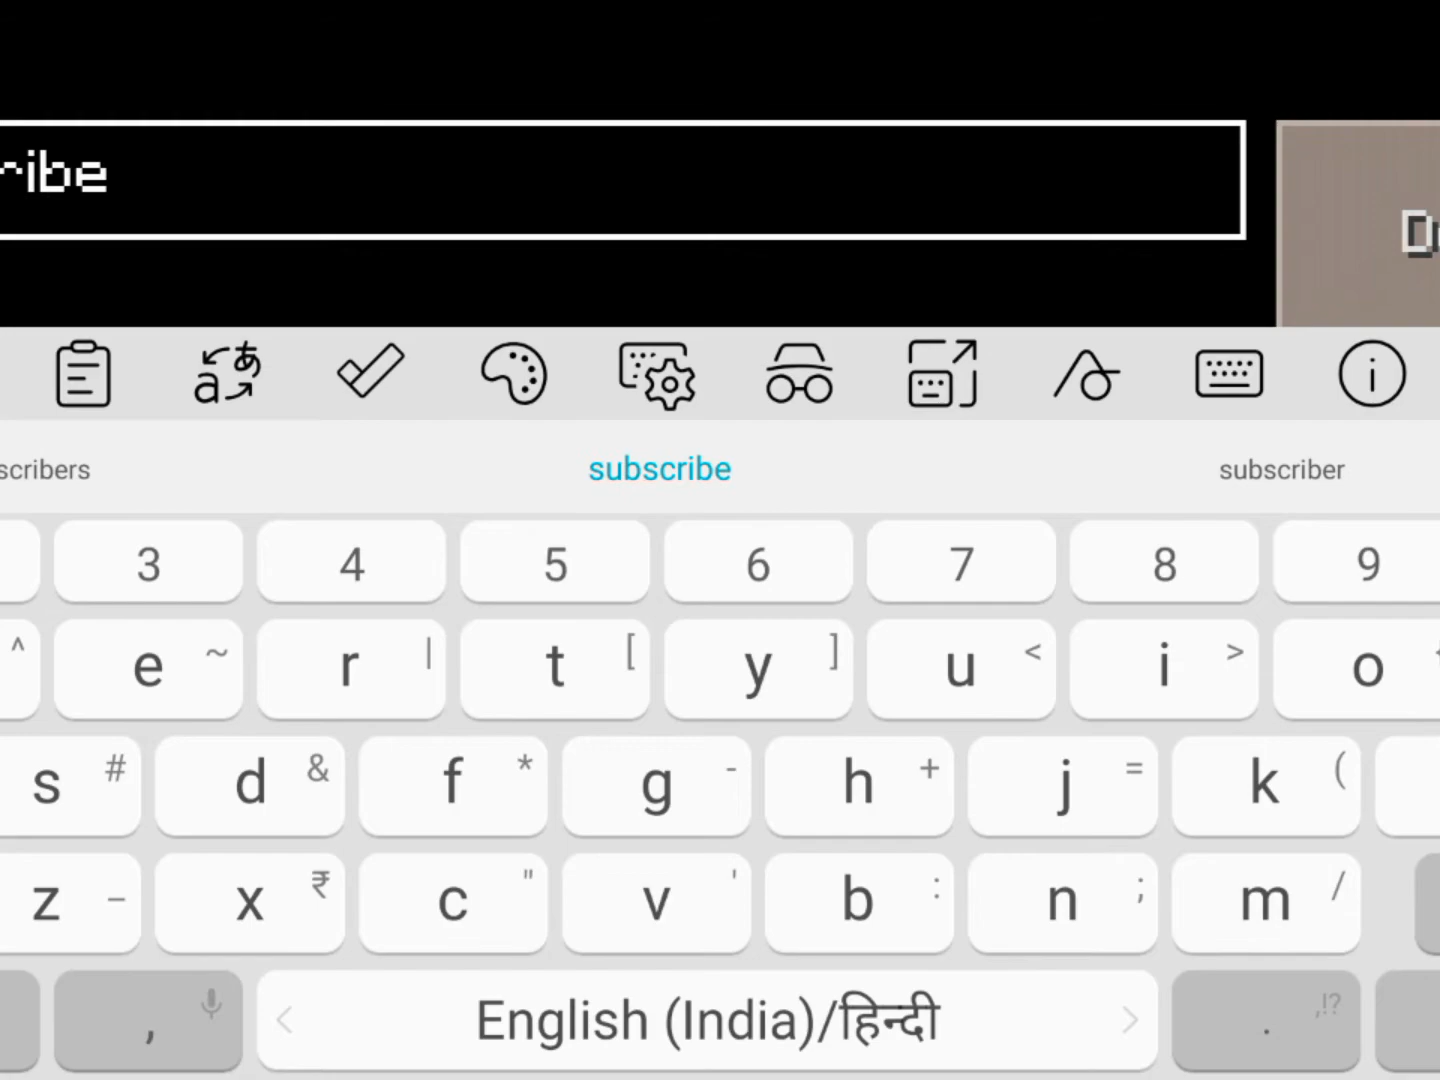 ribe
scribers subscribe subscriber
3 4 5 6 7 8 9
^ e ~ r | t [ y ] u < i > o
s # d & f * g - h + j = k (
z _ x ₹ c " v ' b : n ; m /
, English (India)/हिन्दी . ,!?